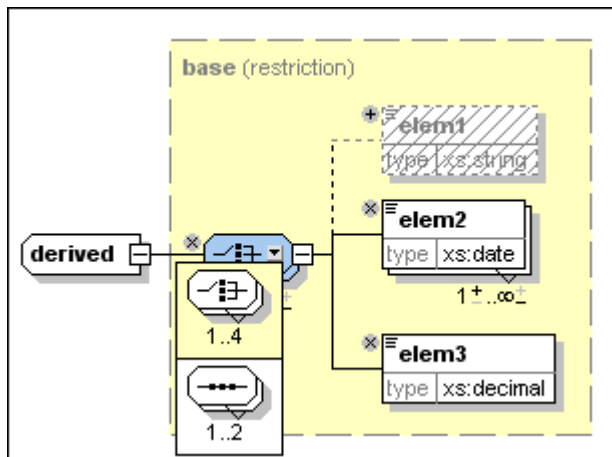 base (restriction)
elem1
type xs:string
elem2
type xs:date
1..∞
derived
1..4
elem3
type xs:decimal
1..2